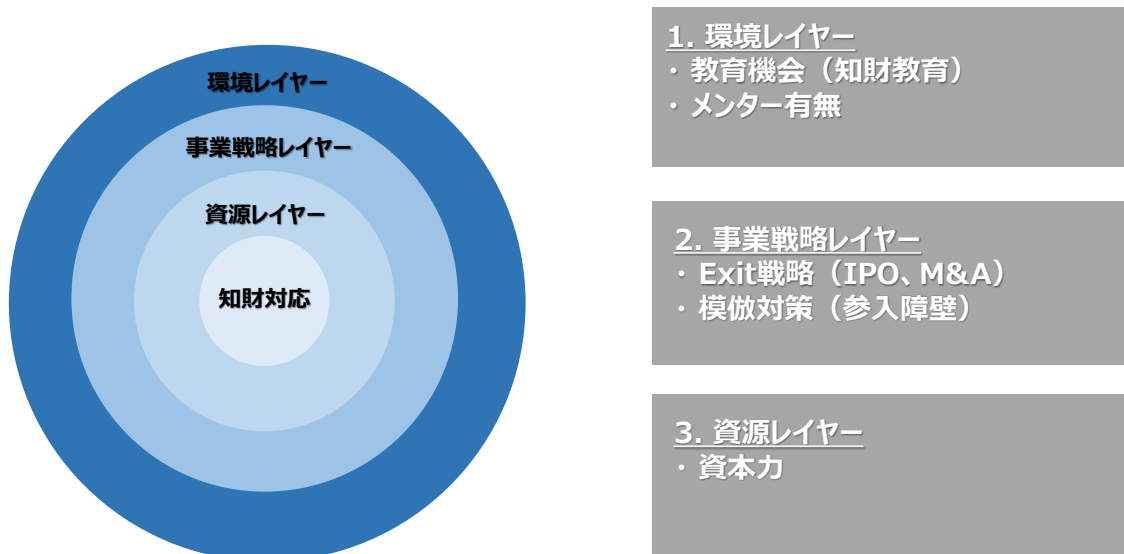 環境レイヤー
事業戦略レイヤー
資源レイヤー
知財対応
1. 環境レイヤー
・ 教育機会（知財教育）
・ メンター有無
2. 事業戦略レイヤー
・ Exit戦略（IPO、M&A）
・ 模倣対策（参入障壁）
3. 資源レイヤー
・ 資本力